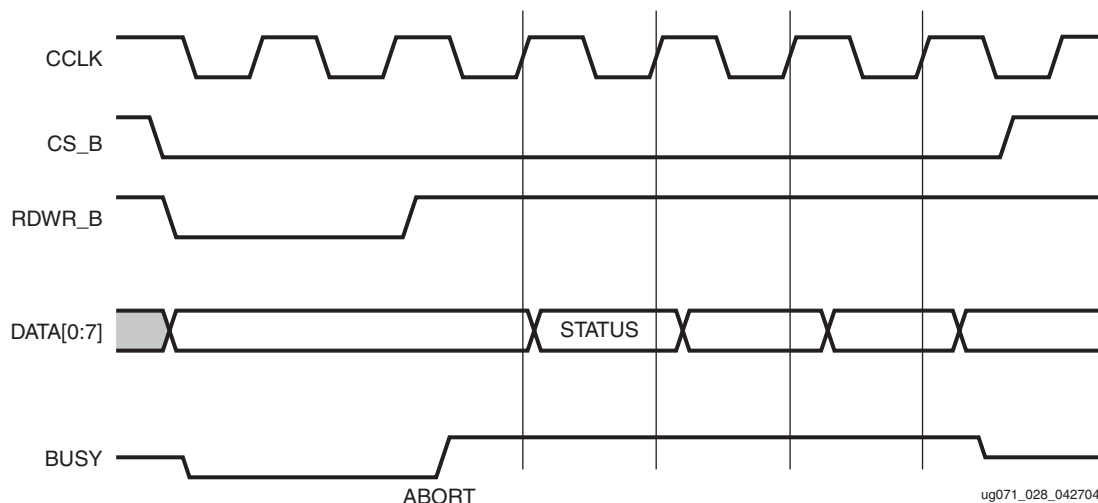 CCLK
CS_B
RDWR_B
DATA[0:7]
STATUS
BUSY
ABORT
ug071_028_042704